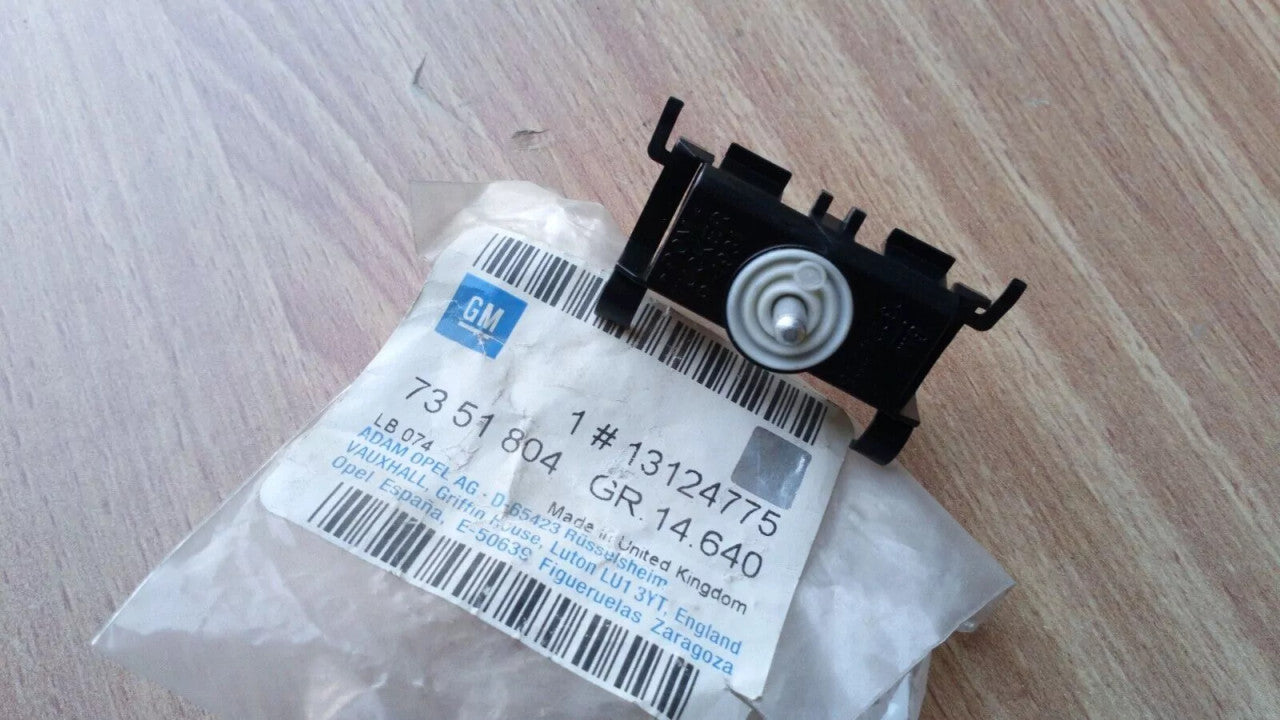 GM
1 # 13124775
73 51 804 GR. 14.640
LB 074 Made in United Kingdom
ADAM OPEL AG - D-65423 Rüsselsheim
VAUXHALL, Griffin House, Luton LU1 3YT, England
Opel España, E-50639 Figueruelas Zaragoza